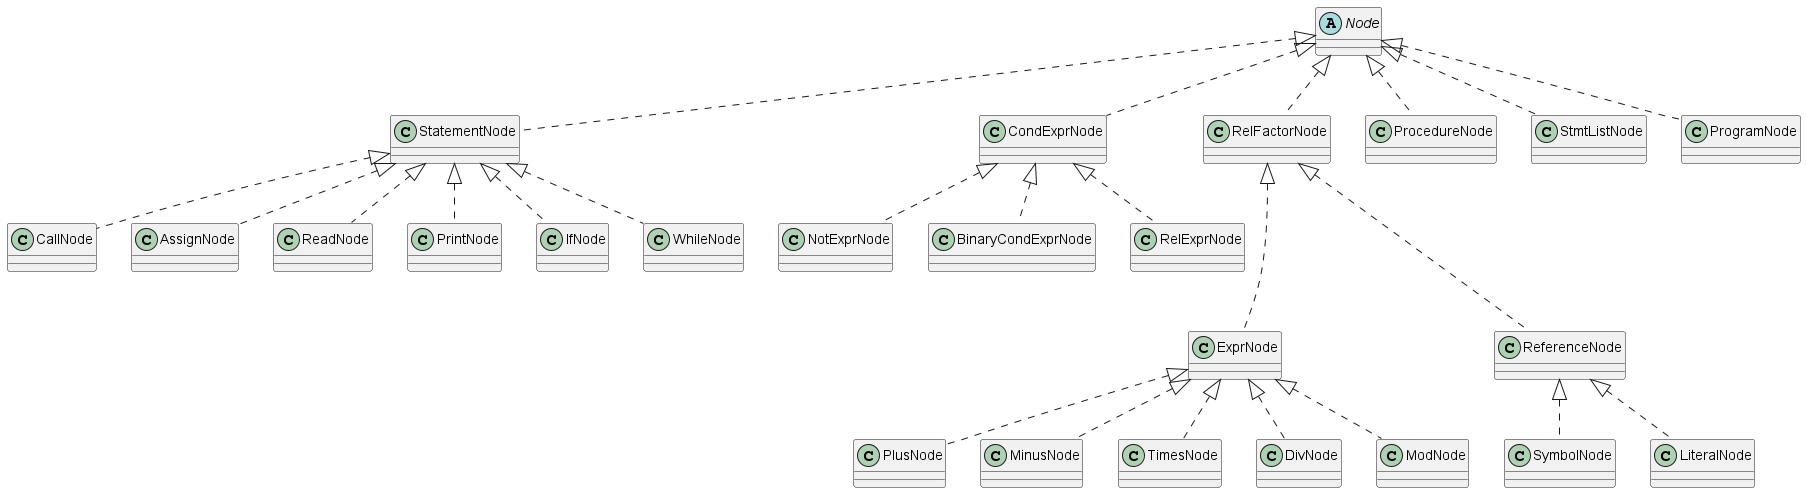 A Node
C StatementNode
C CondExprNode
C RelFactorNode
C ProcedureNode
C StmtListNode
C ProgramNode
C CallNode
C AssignNode
C ReadNode
C PrintNode
C IfNode
C WhileNode
C NotExprNode
C BinaryCondExprNode
C RelExprNode
C ExprNode
C ReferenceNode
C PlusNode
C MinusNode
C TimesNode
C DivNode
C ModNode
C SymbolNode
C LiteralNode